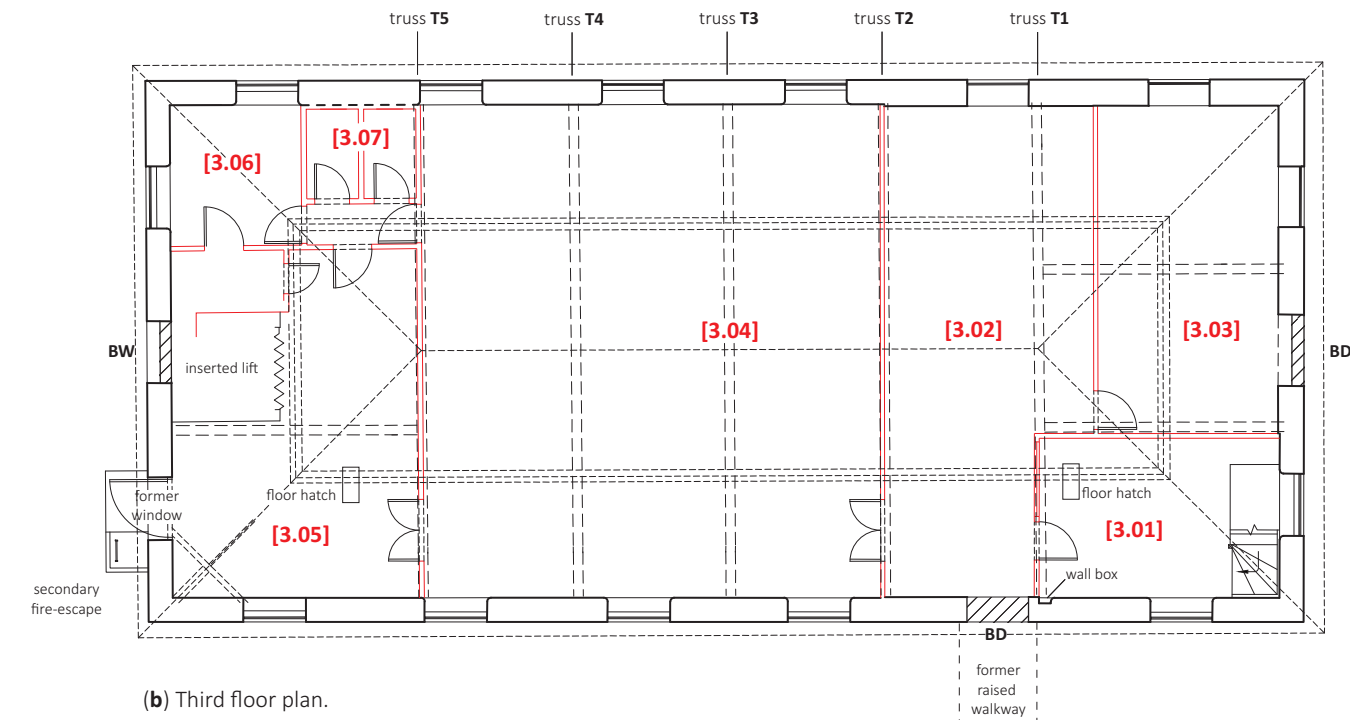 truss T5
truss T4
truss T3
truss T2
truss T1
[3.07]
[3.06]
[3.04]
[3.02]
[3.03]
BW
BD
inserted lift
former
window
floor hatch
floor hatch
[3.05]
[3.01]
wall box
secondary
fire-escape
BD
former
raised
walkway
(b) Third floor plan.